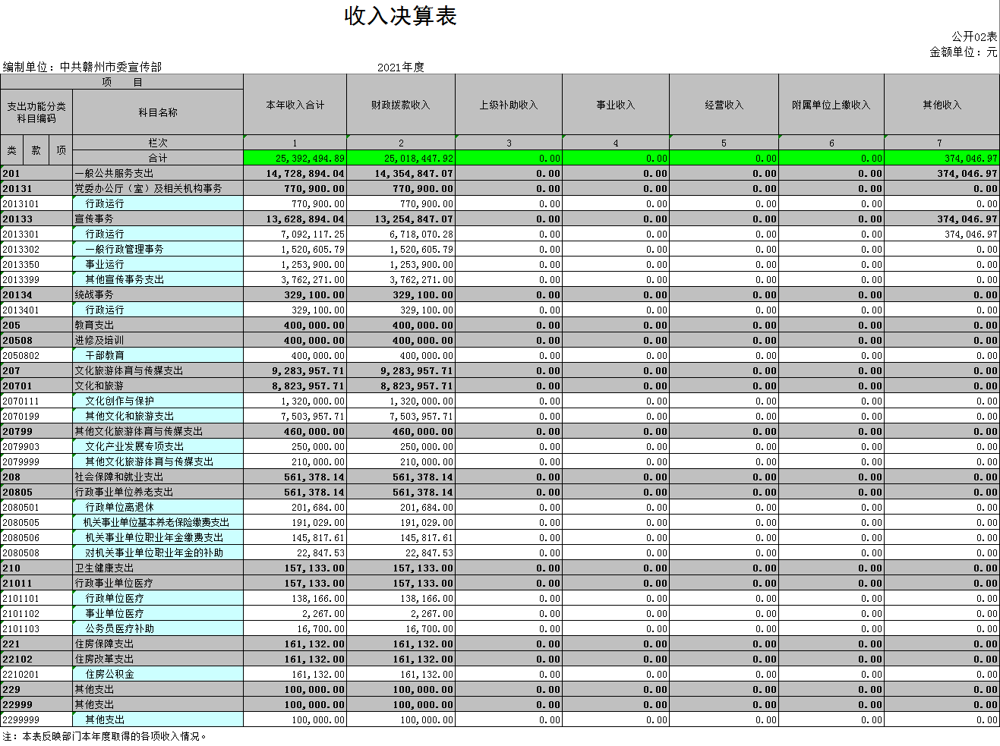 收入决算表
公开02表
金额单位：元
编制单位：中共赣州市委宣传部 2021年度
项 目 本年收入合计 财政拨款收入 上级补助收入 事业收入 经营收入 附属单位上缴收入 其他收入
支出功能分类科目编码 科目名称
类 款 项 栏次 1 2 3 4 5 6 7
合计 25,392,494.89 25,018,447.92 0.00 0.00 0.00 0.00 374,046.97
201 一般公共服务支出 14,728,894.04 14,354,847.07 0.00 0.00 0.00 0.00 374,046.97
20131 党委办公厅（室）及相关机构事务 770,900.00 770,900.00 0.00 0.00 0.00 0.00 0.00
2013101 行政运行 770,900.00 770,900.00 0.00 0.00 0.00 0.00 0.00
20133 宣传事务 13,628,894.04 13,254,847.07 0.00 0.00 0.00 0.00 374,046.97
2013301 行政运行 7,092,117.25 6,718,070.28 0.00 0.00 0.00 0.00 374,046.97
2013302 一般行政管理事务 1,520,605.79 1,520,605.79 0.00 0.00 0.00 0.00 0.00
2013350 事业运行 1,253,900.00 1,253,900.00 0.00 0.00 0.00 0.00 0.00
2013399 其他宣传事务支出 3,762,271.00 3,762,271.00 0.00 0.00 0.00 0.00 0.00
20134 统战事务 329,100.00 329,100.00 0.00 0.00 0.00 0.00 0.00
2013401 行政运行 329,100.00 329,100.00 0.00 0.00 0.00 0.00 0.00
205 教育支出 400,000.00 400,000.00 0.00 0.00 0.00 0.00 0.00
20508 进修及培训 400,000.00 400,000.00 0.00 0.00 0.00 0.00 0.00
2050802 干部教育 400,000.00 400,000.00 0.00 0.00 0.00 0.00 0.00
207 文化旅游体育与传媒支出 9,283,957.71 9,283,957.71 0.00 0.00 0.00 0.00 0.00
20701 文化和旅游 8,823,957.71 8,823,957.71 0.00 0.00 0.00 0.00 0.00
2070111 文化创作与保护 1,320,000.00 1,320,000.00 0.00 0.00 0.00 0.00 0.00
2070199 其他文化和旅游支出 7,503,957.71 7,503,957.71 0.00 0.00 0.00 0.00 0.00
20799 其他文化旅游体育与传媒支出 460,000.00 460,000.00 0.00 0.00 0.00 0.00 0.00
2079903 文化产业发展专项支出 250,000.00 250,000.00 0.00 0.00 0.00 0.00 0.00
2079999 其他文化旅游体育与传媒支出 210,000.00 210,000.00 0.00 0.00 0.00 0.00 0.00
208 社会保障和就业支出 561,378.14 561,378.14 0.00 0.00 0.00 0.00 0.00
20805 行政事业单位养老支出 561,378.14 561,378.14 0.00 0.00 0.00 0.00 0.00
2080501 行政单位离退休 201,684.00 201,684.00 0.00 0.00 0.00 0.00 0.00
2080505 机关事业单位基本养老保险缴费支出 191,029.00 191,029.00 0.00 0.00 0.00 0.00 0.00
2080506 机关事业单位职业年金缴费支出 145,817.61 145,817.61 0.00 0.00 0.00 0.00 0.00
2080508 对机关事业单位职业年金的补助 22,847.53 22,847.53 0.00 0.00 0.00 0.00 0.00
210 卫生健康支出 157,133.00 157,133.00 0.00 0.00 0.00 0.00 0.00
21011 行政事业单位医疗 157,133.00 157,133.00 0.00 0.00 0.00 0.00 0.00
2101101 行政单位医疗 138,166.00 138,166.00 0.00 0.00 0.00 0.00 0.00
2101102 事业单位医疗 2,267.00 2,267.00 0.00 0.00 0.00 0.00 0.00
2101103 公务员医疗补助 16,700.00 16,700.00 0.00 0.00 0.00 0.00 0.00
221 住房保障支出 161,132.00 161,132.00 0.00 0.00 0.00 0.00 0.00
22102 住房改革支出 161,132.00 161,132.00 0.00 0.00 0.00 0.00 0.00
2210201 住房公积金 161,132.00 161,132.00 0.00 0.00 0.00 0.00 0.00
229 其他支出 100,000.00 100,000.00 0.00 0.00 0.00 0.00 0.00
22999 其他支出 100,000.00 100,000.00 0.00 0.00 0.00 0.00 0.00
2299999 其他支出 100,000.00 100,000.00 0.00 0.00 0.00 0.00 0.00
注：本表反映部门本年度取得的各项收入情况。